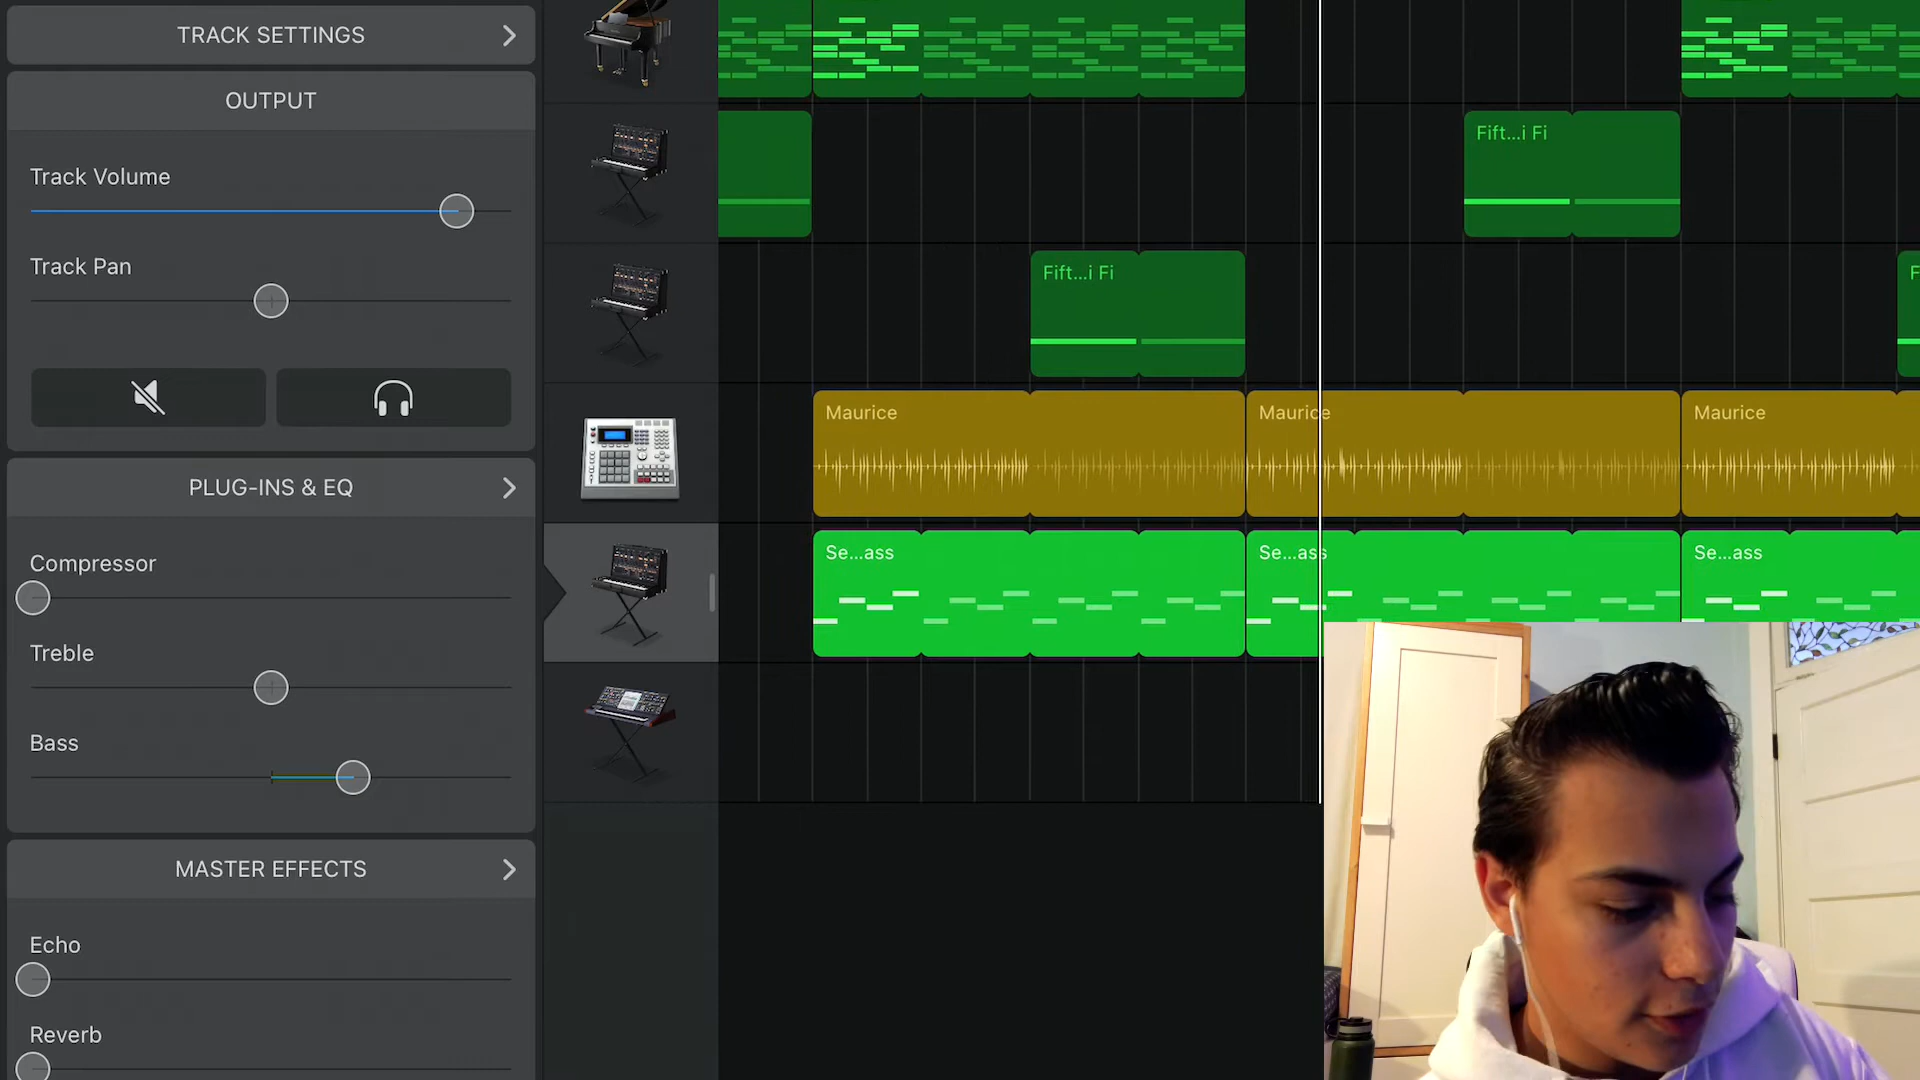 TRACK SETTINGS
OUTPUT
Track Volume
Track Pan
PLUG-INS & EQ
Compressor
Treble
Bass
MASTER EFFECTS
Echo
Reverb
Fift...i Fi
Fift...i Fi
F
Maurice
Maurice
Maurice
Se...ass
Se...ass
Se...ass